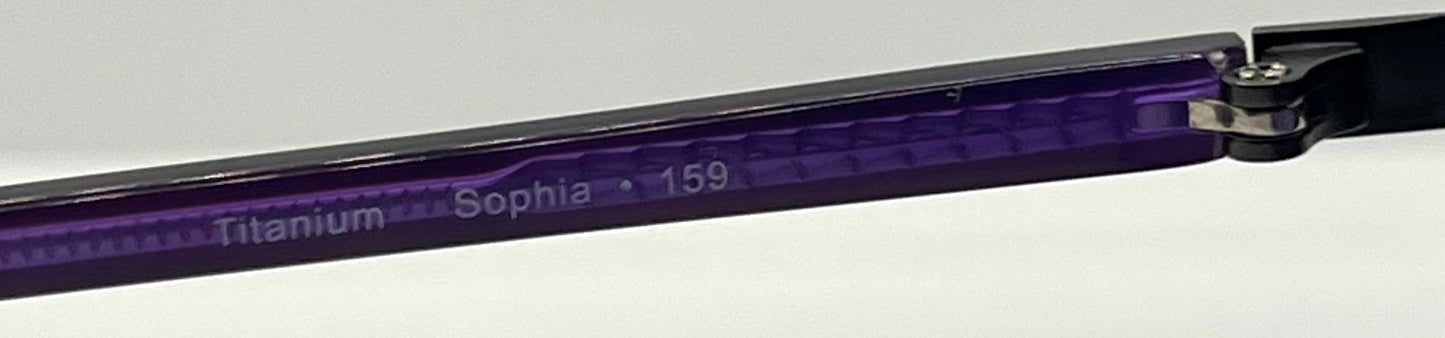 Titanium Sophia • 159